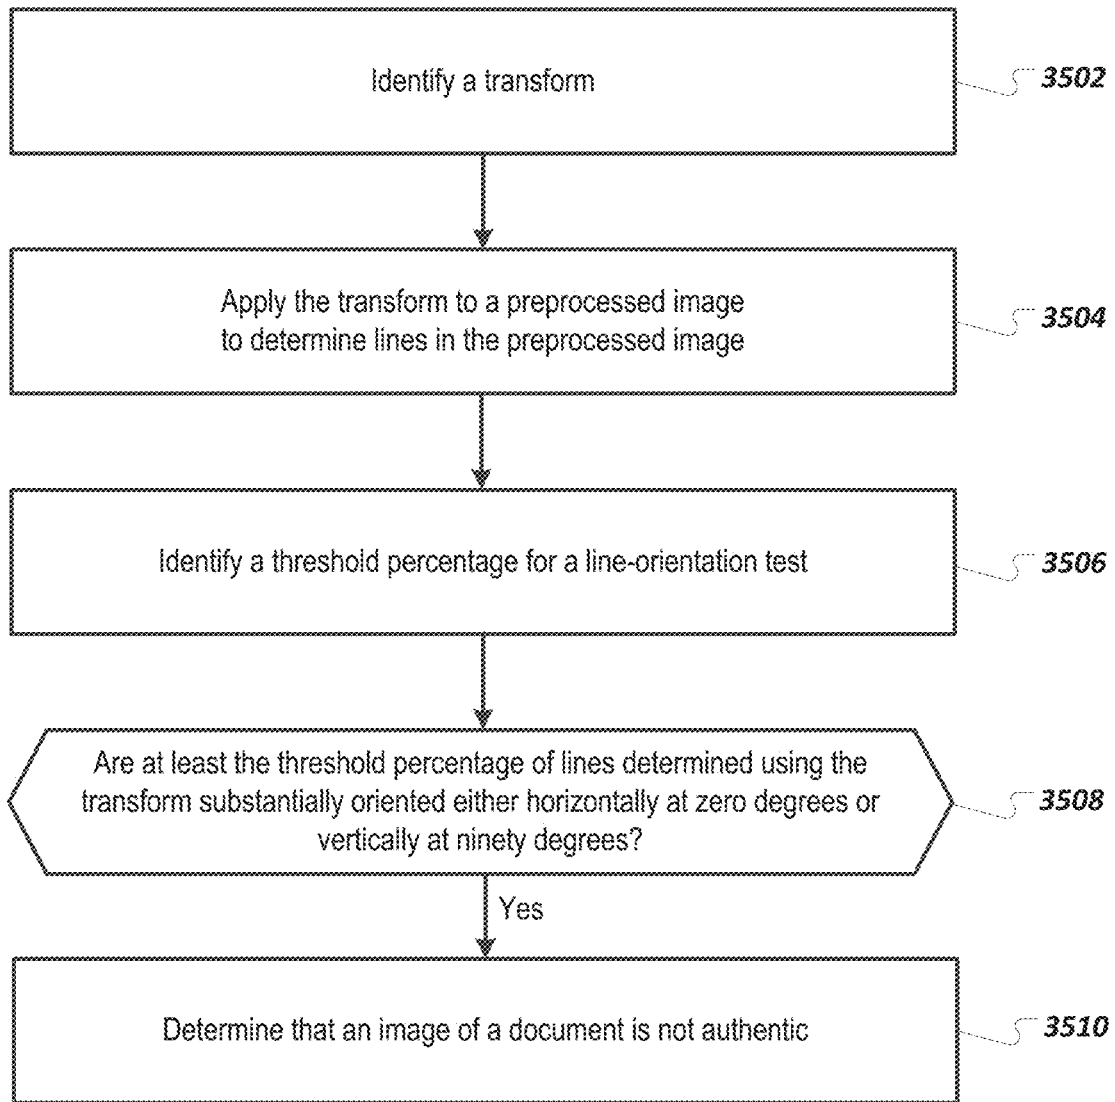 Identify a transform
3502
Apply the transform to a preprocessed image
to determine lines in the preprocessed image
3504
Identify a threshold percentage for a line-orientation test
3506
Are at least the threshold percentage of lines determined using the
transform substantially oriented either horizontally at zero degrees or
vertically at ninety degrees?
3508
Yes
Determine that an image of a document is not authentic
3510